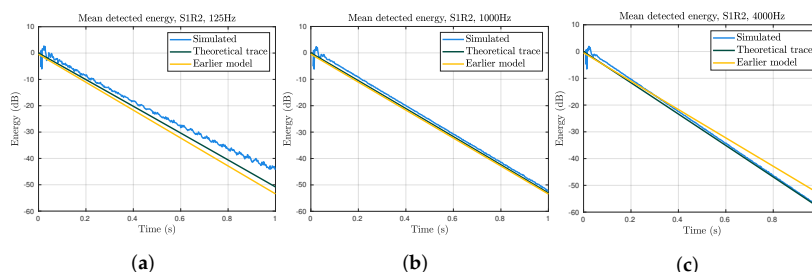 Mean detected energy, S1R2, 125Hz
0
-10
-20
-30
-40
-50
-60
Energy (dB)
Simulated
Theoretical trace
Earlier model
0
0.2
0.4
0.6
0.8
1
Time (s)
(a)
Mean detected energy, S1R2, 1000Hz
0
-10
-20
-30
-40
-50
-60
Energy (dB)
Simulated
Theoretical trace
Earlier model
0
0.2
0.4
0.6
0.8
1
Time (s)
(b)
Mean detected energy, S1R2, 4000Hz
0
-10
-20
-30
-40
-50
-60
Energy (dB)
Simulated
Theoretical trace
Earlier model
0
0.2
0.4
0.6
0.8
Time (s)
(c)